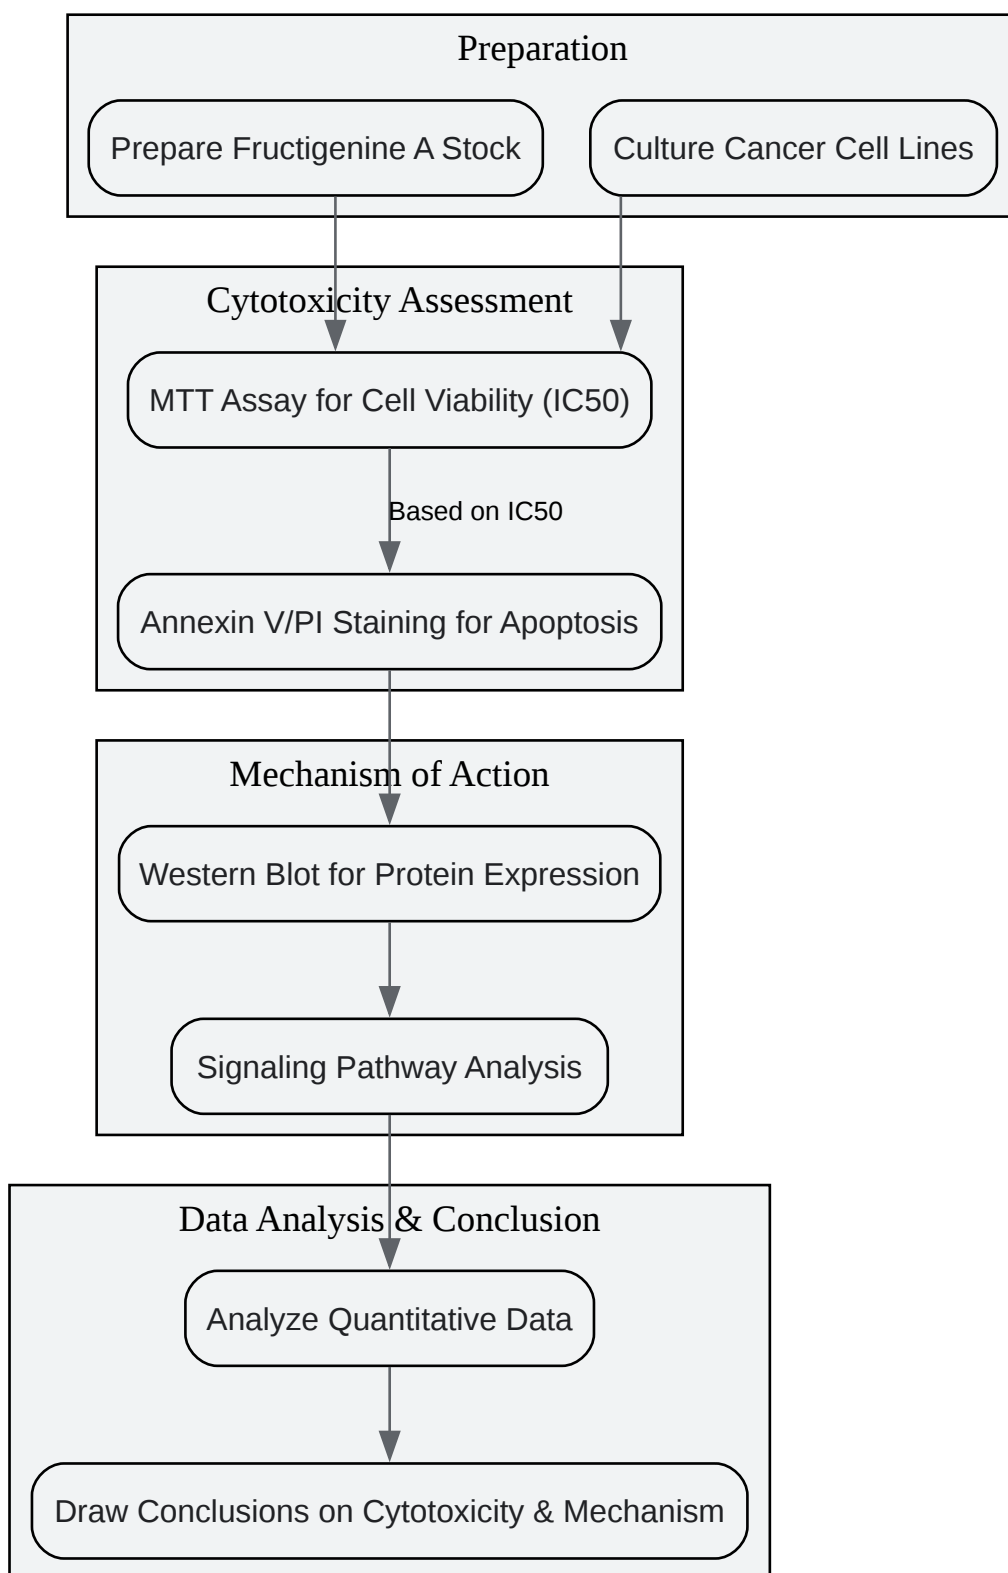 Preparation
Prepare Fructigenine A Stock
Culture Cancer Cell Lines
Cytotoxicity Assessment
MTT Assay for Cell Viability (IC50)
Based on IC50
Annexin V/PI Staining for Apoptosis
Mechanism of Action
Western Blot for Protein Expression
Signaling Pathway Analysis
Data Analysis & Conclusion
Analyze Quantitative Data
Draw Conclusions on Cytotoxicity & Mechanism